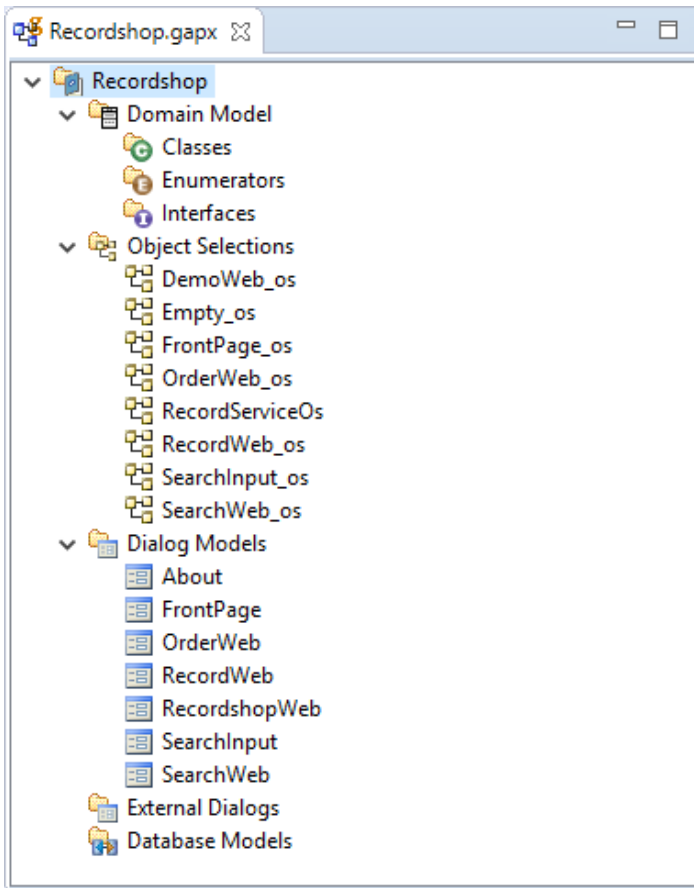 Recordshop.gapx
Recordshop
Domain Model
Classes
Enumerators
Interfaces
Object Selections
DemoWeb_os
Empty_os
FrontPage_os
OrderWeb_os
RecordServiceOs
RecordWeb_os
SearchInput_os
SearchWeb_os
Dialog Models
About
FrontPage
OrderWeb
RecordWeb
RecordshopWeb
SearchInput
SearchWeb
External Dialogs
Database Models